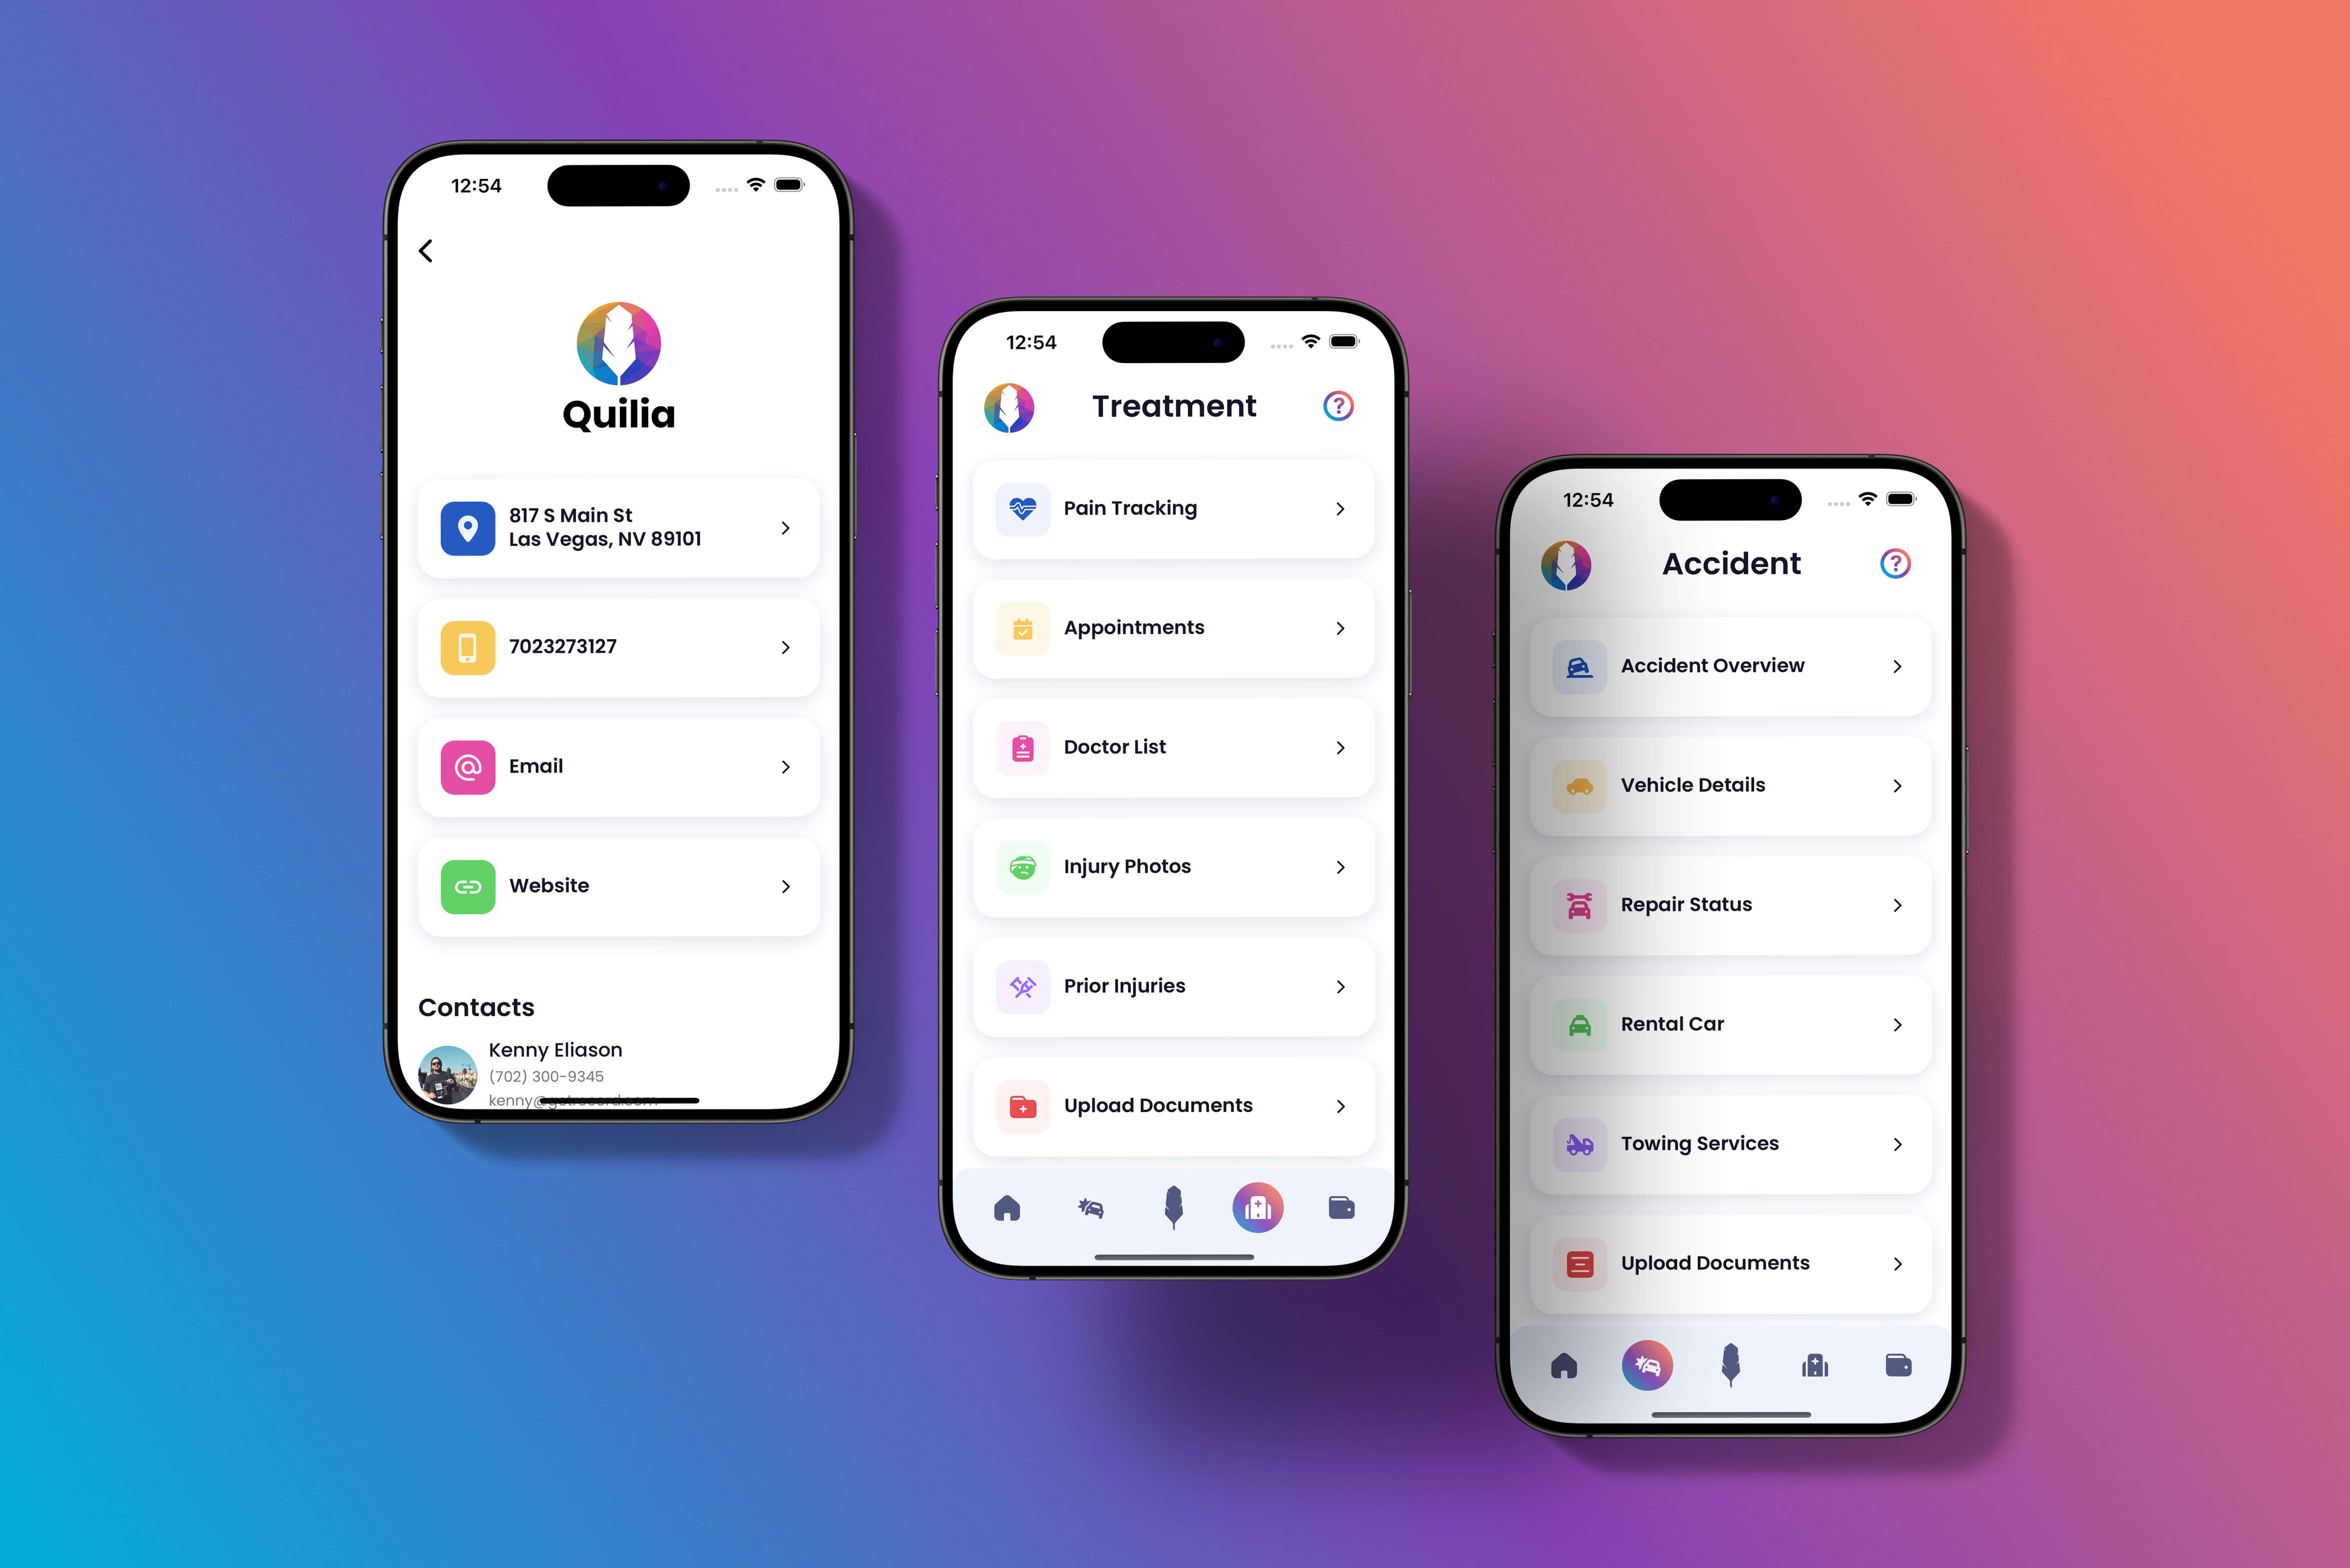 12:54
Quilia
817 S Main St
Las Vegas, NV 89101
7023273127
Email
Website
Contacts
Kenny Eliason
(702) 300-9345
kenny@getrecord.com
12:54
Treatment
?
Pain Tracking
Appointments
Doctor List
Injury Photos
Prior Injuries
Upload Documents
12:54
Accident
?
Accident Overview
Vehicle Details
Repair Status
Rental Car
Towing Services
Upload Documents